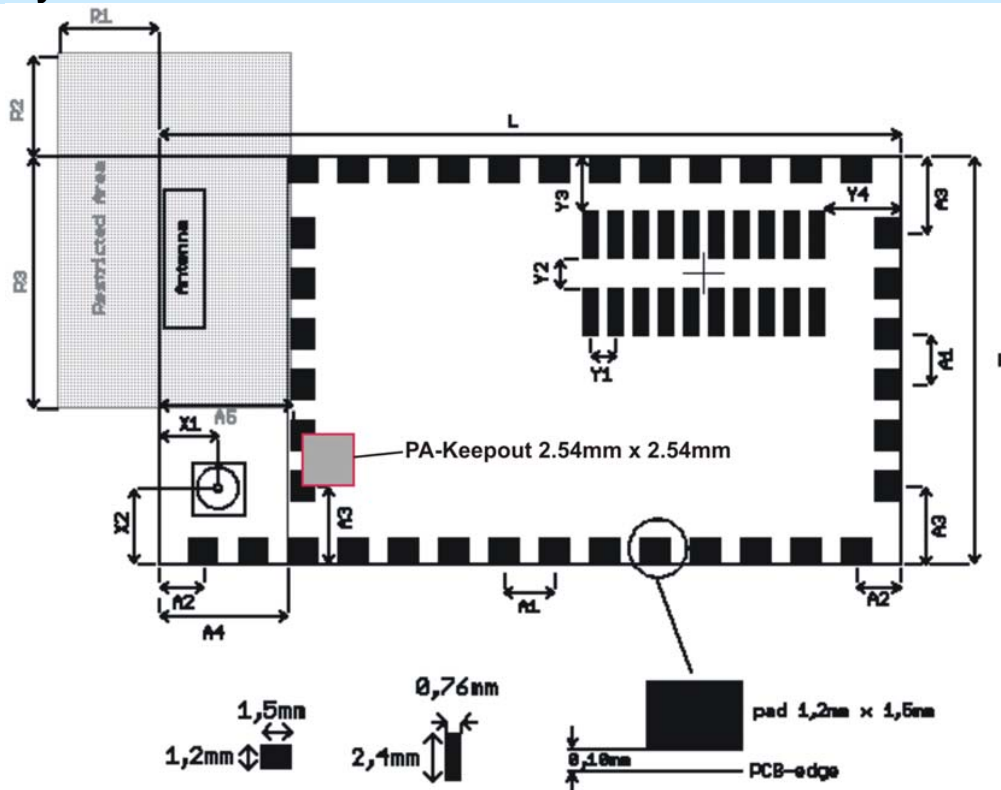 R1
R2
L
Restricted Area
Antenna
R3
Y3
Y4
A3
Y2
Y1
A1
A5
X1
PA-Keepout 2.54mm x 2.54mm
X2
A3
A3
A2
A1
A2
A4
0,76mm
1,5mm
1,2mm
2,4mm
pad 1,2mm x 1,5mm
0,10mm
PCB-edge